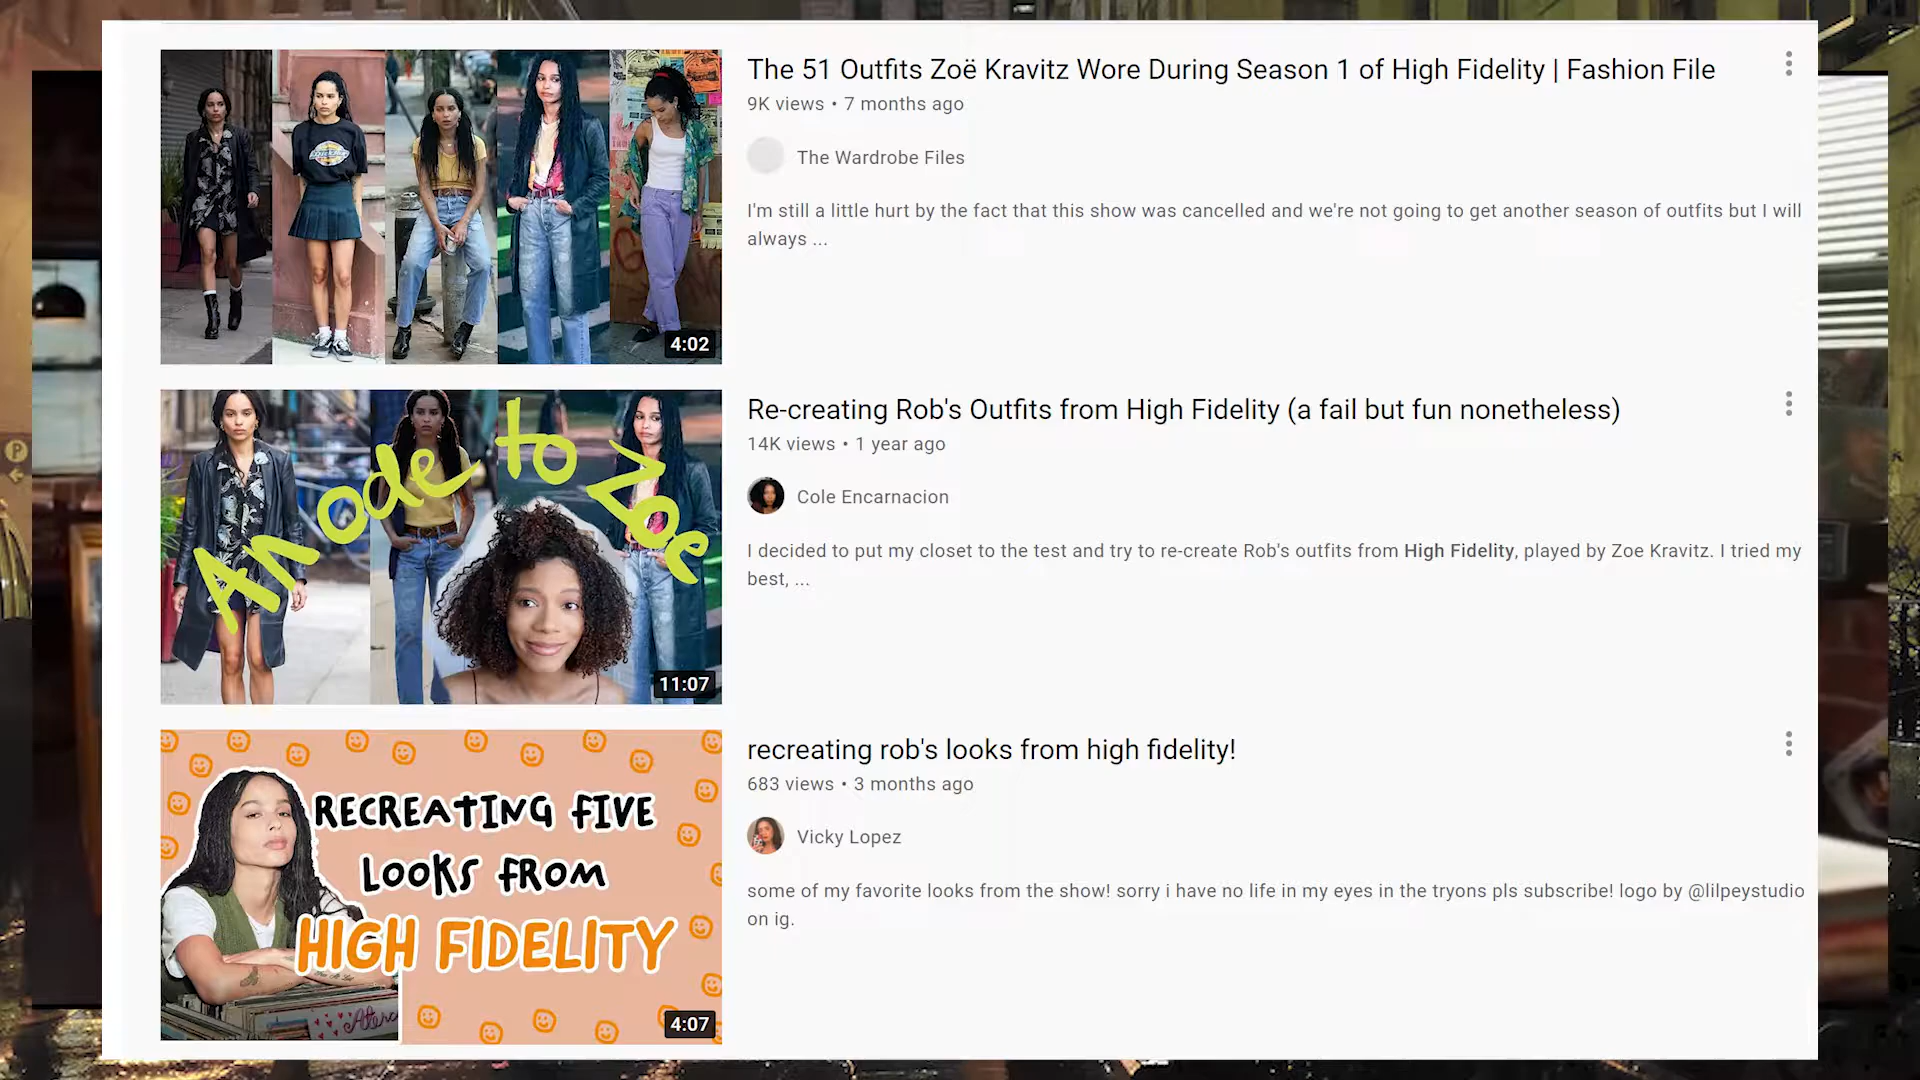 The 51 Outfits Zoë Kravitz Wore During Season 1 of High Fidelity | Fashion File
9K views • 7 months ago
The Wardrobe Files
I'm still a little hurt by the fact that this show was cancelled and we're not going to get another season of outfits but I will
always ...
4:02
Re-creating Rob's Outfits from High Fidelity (a fail but fun nonetheless)
14K views • 1 year ago
Cole Encarnacion
I decided to put my closet to the test and try to re-create Rob's outfits from High Fidelity, played by Zoe Kravitz. I tried my
best, ...
An ode to Zoe
11:07
recreating rob's looks from high fidelity!
683 views • 3 months ago
Vicky Lopez
some of my favorite looks from the show! sorry i have no life in my eyes in the tryons pls subscribe! logo by @lilpeystudio
on ig.
RECREATING FIVE
LOOKS FROM
HIGH FIDELITY
4:07
P